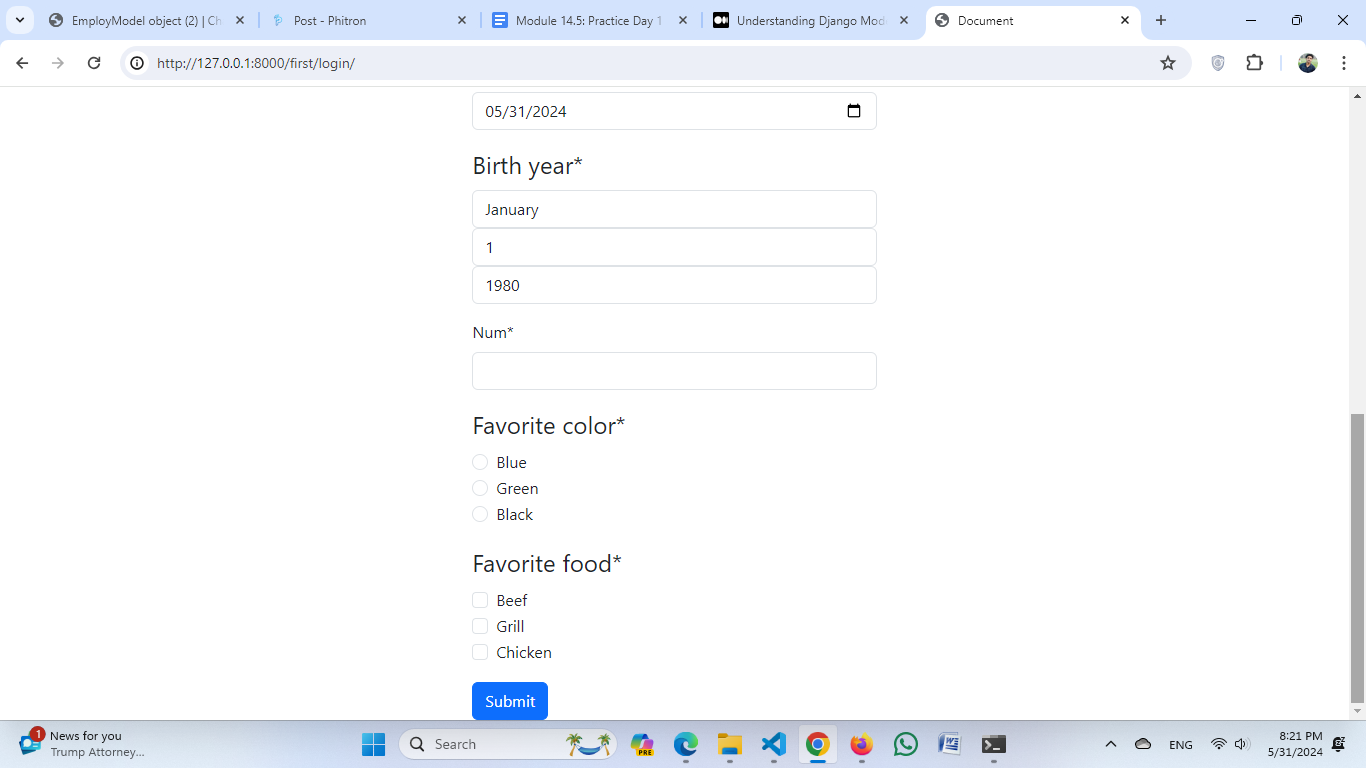 EmployModel object (2) | Ch
Post - Phitron
Module 14.5: Practice Day 1
Understanding Django Mod
Document
http://127.0.0.1:8000/first/login/
05/31/2024
Birth year*
January
1
1980
Num*
Favorite color*
Blue
Green
Black
Favorite food*
Beef
Grill
Chicken
Submit
1
News for you
Trump Attorney...
Search
PRE
ENG
8:21 PM
5/31/2024